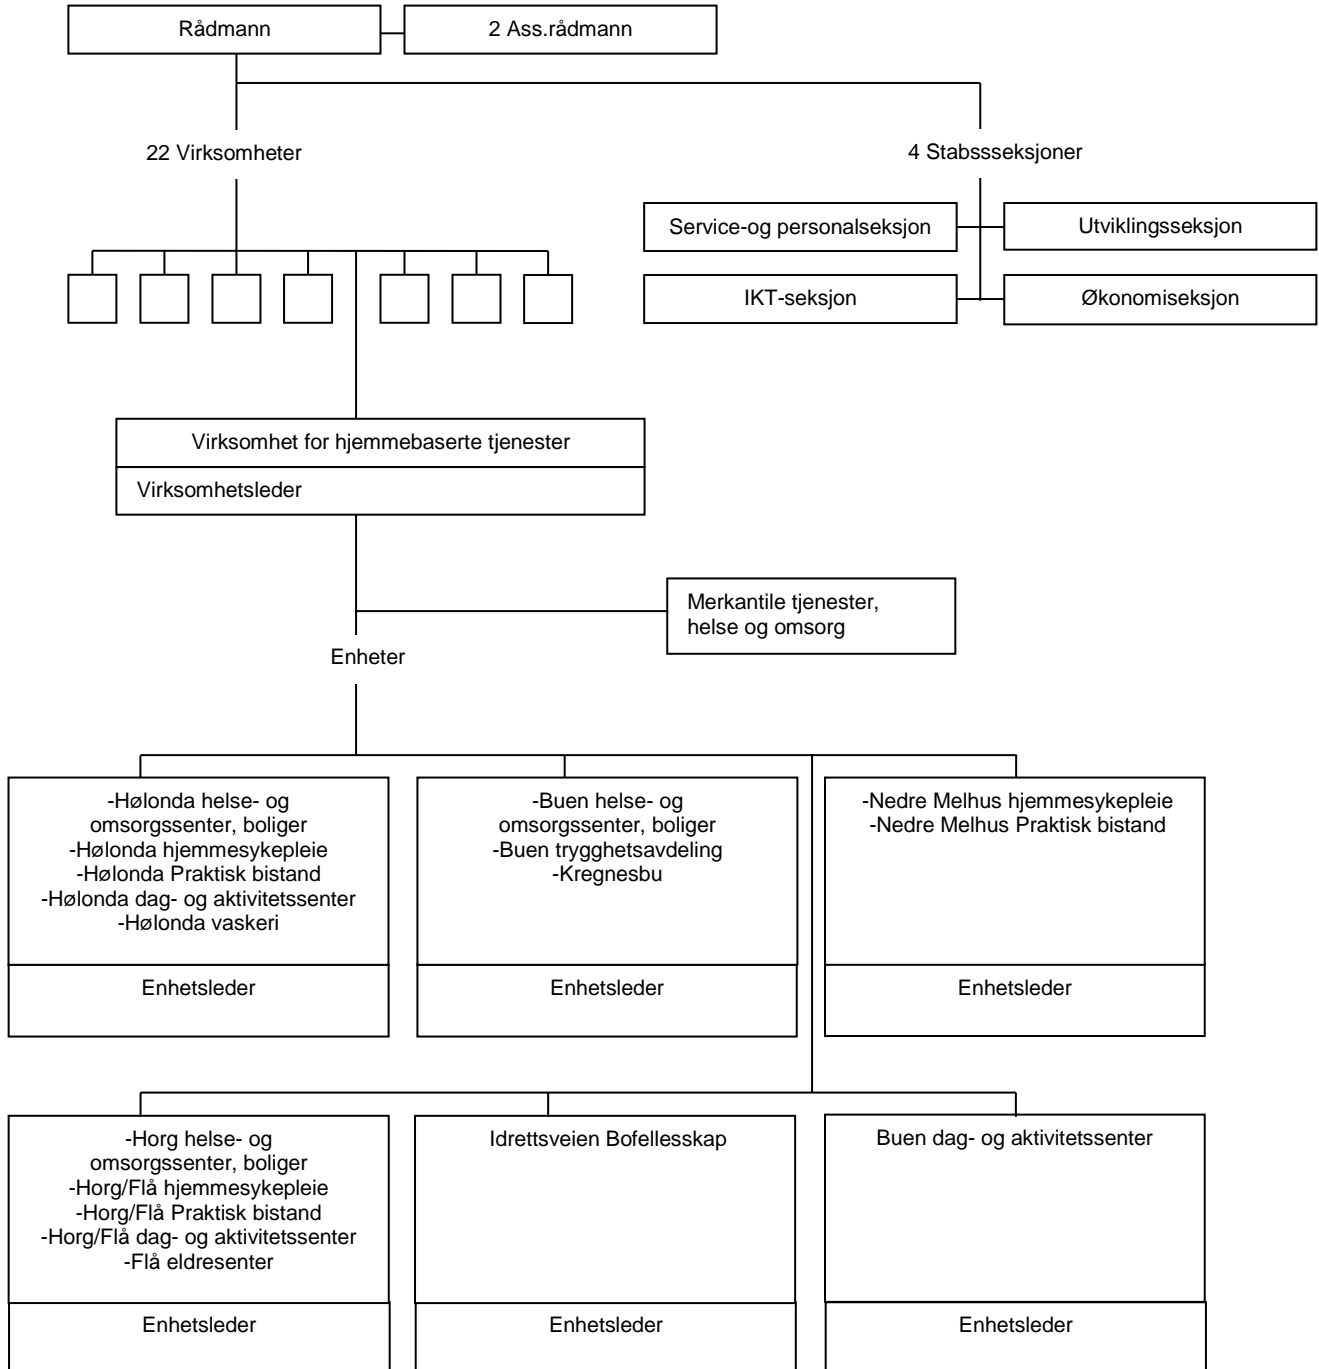 Rådmann
2 Ass.rådmann
22 Virksomheter
4 Stabssseksjoner
Service-og personalseksjon
Utviklingsseksjon
IKT-seksjon
Økonomiseksjon
Virksomhet for hjemmebaserte tjenester
Virksomhetsleder
Merkantile tjenester,
helse og omsorg
Enheter
-Hølonda helse- og
omsorgssenter, boliger
-Hølonda hjemmesykepleie
-Hølonda Praktisk bistand
-Hølonda dag- og aktivitetssenter
-Hølonda vaskeri
Enhetsleder
-Buen helse- og
omsorgssenter, boliger
-Buen trygghetsavdeling
-Kregnesbu
Enhetsleder
-Nedre Melhus hjemmesykepleie
-Nedre Melhus Praktisk bistand
Enhetsleder
-Horg helse- og
omsorgssenter, boliger
-Horg/Flå hjemmesykepleie
-Horg/Flå Praktisk bistand
-Horg/Flå dag- og aktivitetssenter
-Flå eldresenter
Enhetsleder
Idrettsveien Bofellesskap
Enhetsleder
Buen dag- og aktivitetssenter
Enhetsleder